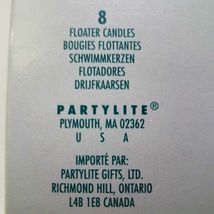 8
FLOATER CANDLES
BOUGIES FLOTTANTES
SCHWIMMKERZEN
FLOTADORES
DRIJFKAARSEN
PARTYLITE®
PLYMOUTH, MA 02362
U S A
IMPORTÉ PAR:
PARTYLITE GIFTS, LTD.
RICHMOND HILL, ONTARIO
L4B 1E8 CANADA